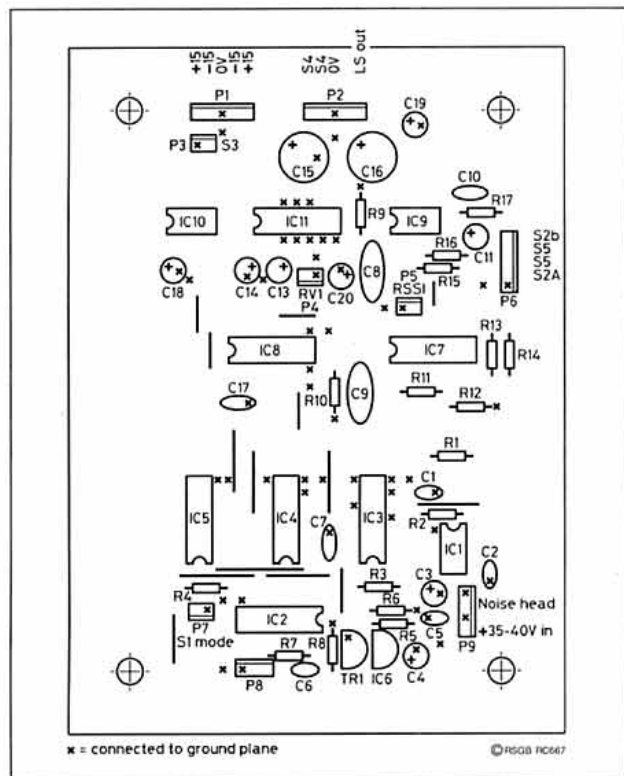 +15
-15
0V
-15
+15
S4
S4
0V
LS out
P1
P2
C19
P3
S3
C15
C16
C10
R17
IC10
IC11
R9
IC9
C11
S2b
S5
S5
S2A
R16
C8
P5
R15
RSSI
P6
C18
C14
C13
RV1
C20
P4
R13
R14
IC8
IC7
C17
R10
C9
R11
R12
R1
C1
IC5
IC4
C7
IC3
R2
IC1
C2
R4
R3
C3
R6
P7
IC2
R5
C5
Noise head
S1 mode
R7
R8
+35-40V in
P9
P8
C6
TR1
IC6
C4
x = connected to ground plane
© RSGB RC667